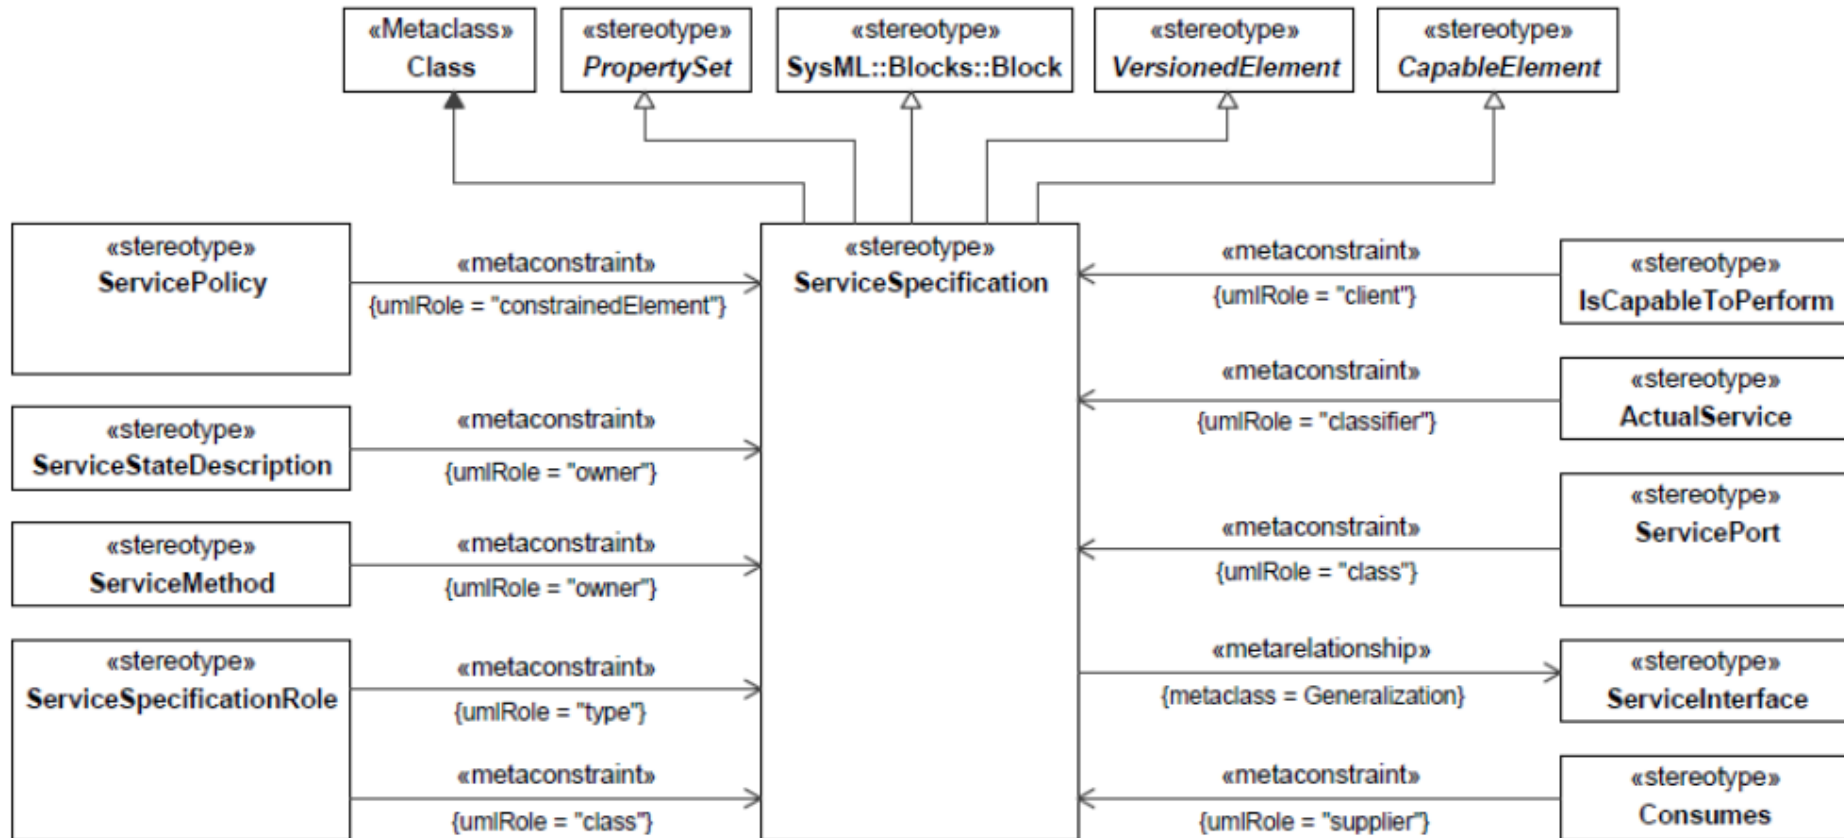 «Metaclass»
Class
«stereotype»
PropertySet
«stereotype»
SysML::Blocks::Block
«stereotype»
VersionedElement
«stereotype»
CapableElement
«stereotype»
ServicePolicy
«metaconstraint»
{umlRole = "constrainedElement"}
«stereotype»
ServiceStateDescription
«metaconstraint»
{umlRole = "owner"}
«stereotype»
ServiceMethod
«metaconstraint»
{umlRole = "owner"}
«stereotype»
ServiceSpecificationRole
«metaconstraint»
{umlRole = "type"}
«metaconstraint»
{umlRole = "class"}
«stereotype»
ServiceSpecification
«metaconstraint»
{umlRole = "client"}
«stereotype»
IsCapableToPerform
«metaconstraint»
{umlRole = "classifier"}
«stereotype»
ActualService
«metaconstraint»
{umlRole = "class"}
«stereotype»
ServicePort
«metarelationship»
{metaclass = Generalization}
«stereotype»
ServiceInterface
«metaconstraint»
{umlRole = "supplier"}
«stereotype»
Consumes